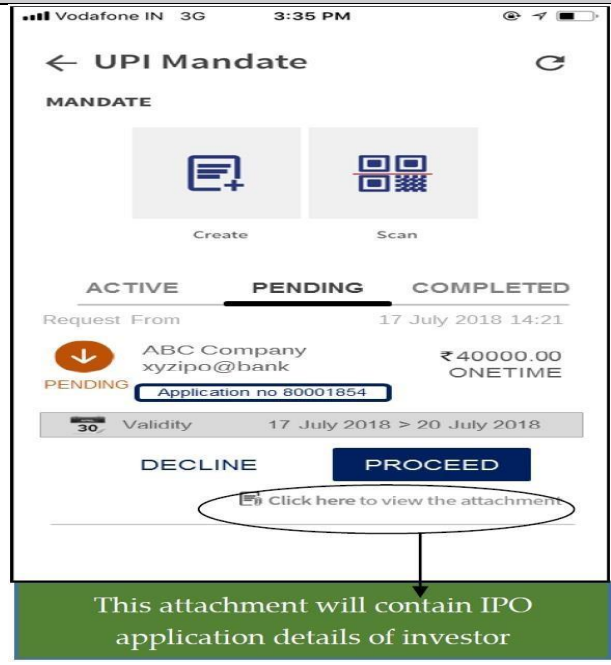 Vodafone IN 3G 3:35 PM
← UPI Mandate
MANDATE
Create Scan
ACTIVE PENDING COMPLETED
Request From 17 July 2018 14:21
ABC Company ₹40000.00
xyzipo@bank ONETIME
PENDING
Application no 80001854
30 Validity 17 July 2018 > 20 July 2018
DECLINE PROCEED
Click here to view the attachment
This attachment will contain IPO
application details of investor